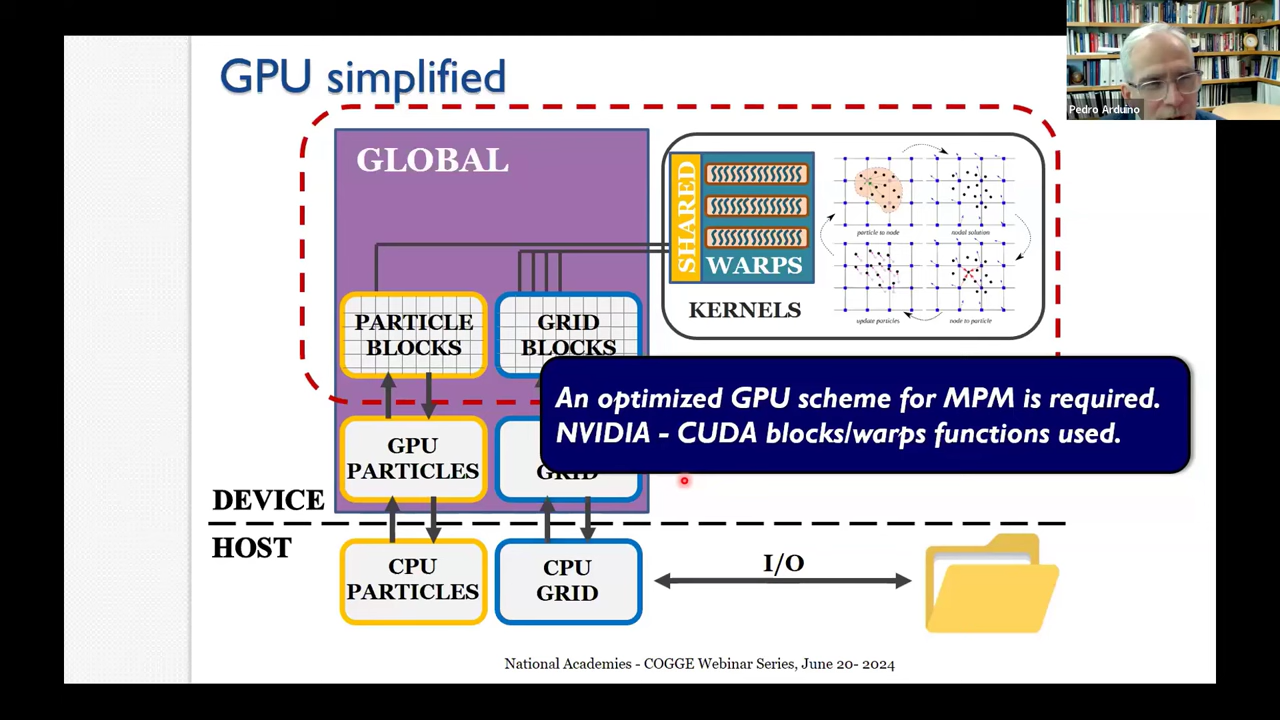 GPU simplified
Pedro Arduino
GLOBAL
SHARED
WARPS
KERNELS
particle to node
nodal solution
update particles
node to particle
PARTICLE
BLOCKS
GRID
BLOCKS
An optimized GPU scheme for MPM is required.
NVIDIA - CUDA blocks/warps functions used.
GPU
PARTICLES
GRID
DEVICE
HOST
CPU
PARTICLES
CPU
GRID
I/O
National Academies - COGGE Webinar Series, June 20- 2024